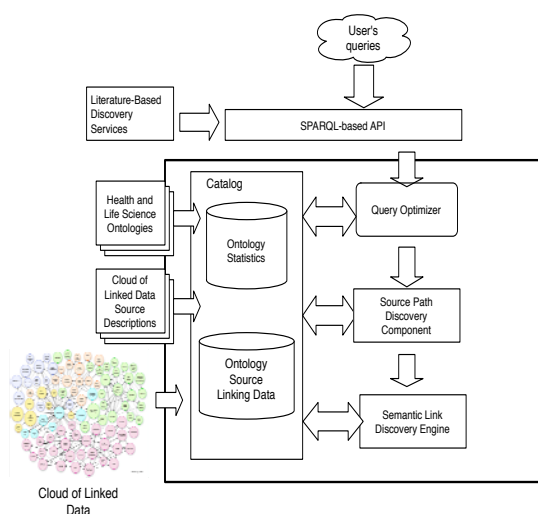 User's
queries
Literature-Based
Discovery
Services
SPARQL-based API
Health and
Life Science
Ontologies
Catalog
Query Optimizer
Ontology
Statistics
Cloud of
Linked Data
Source
Descriptions
Source Path
Discovery
Component
Ontology
Source
Linking Data
Semantic Link
Discovery Engine
Cloud of Linked
Data